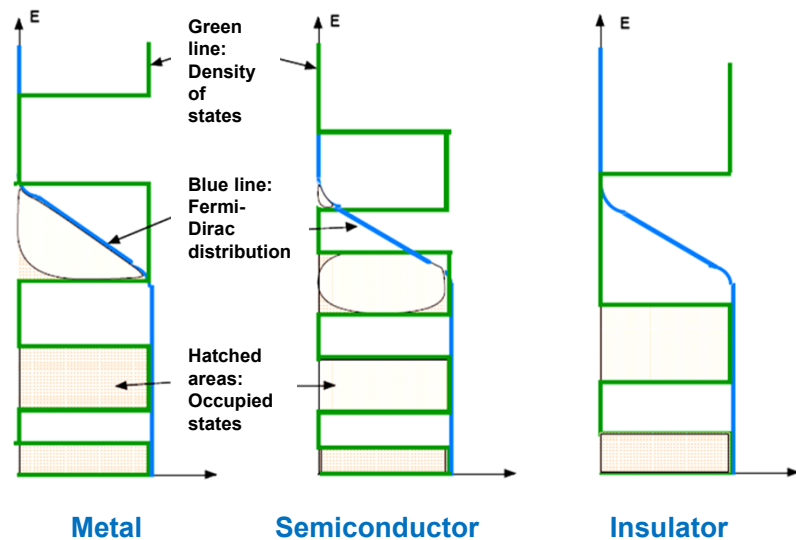 E
E
E
Green
line:
Density
of
states
Blue line:
Fermi-
Dirac
distribution
Hatched
areas:
Occupied
states
Metal
Semiconductor
Insulator